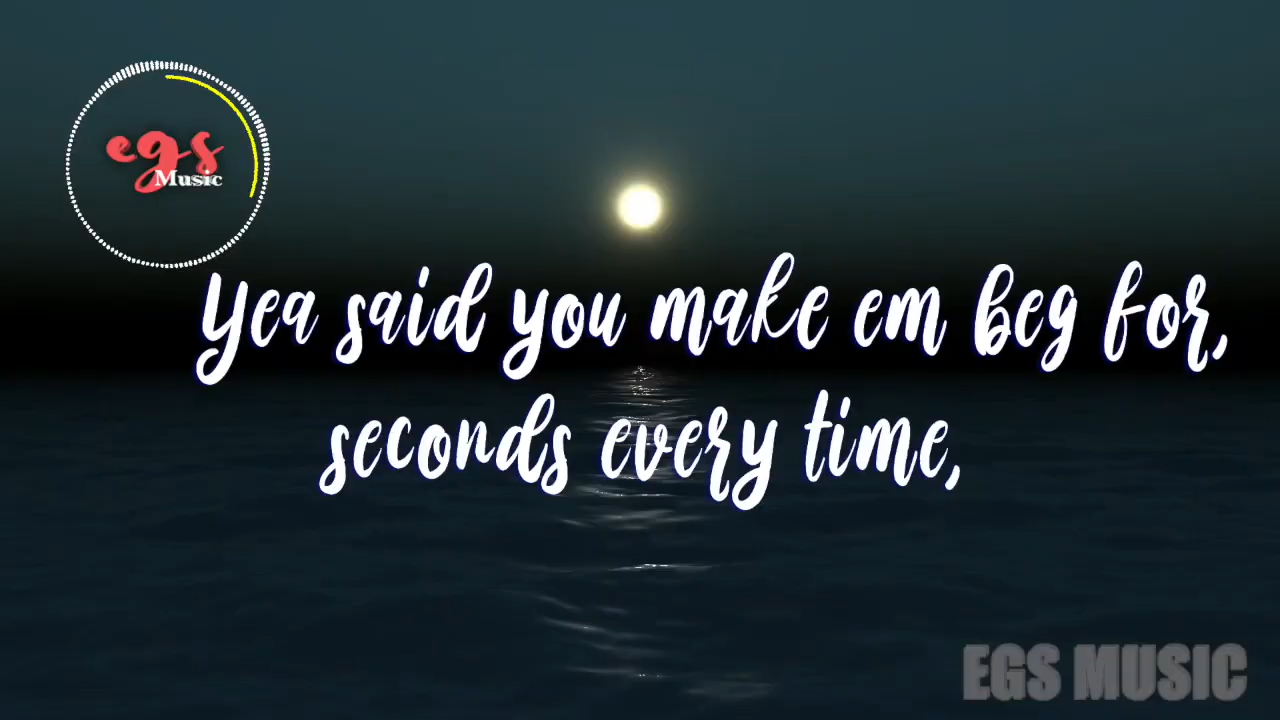 egs
Music
Yea said you make em beg for,
seconds every time,
EGS MUSIC